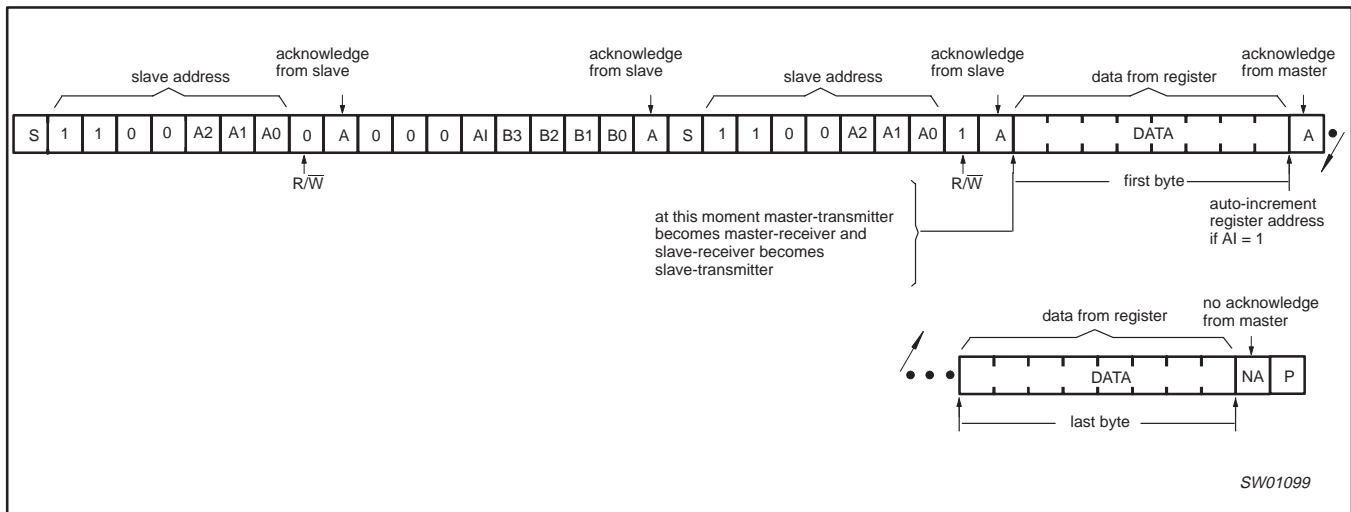 acknowledge
from slave
acknowledge
from slave
acknowledge
from slave
acknowledge
from master
slave address
slave address
data from register
S 1 1 0 0 A2 A1 A0 0 A 0 0 0 AI B3 B2 B1 B0 A S 1 1 0 0 A2 A1 A0 1 A DATA A
R/W̅
R/W̅
first byte
at this moment master-transmitter
becomes master-receiver and
slave-receiver becomes
slave-transmitter
auto-increment
register address
if AI = 1
data from register
no acknowledge
from master
DATA NA P
last byte
SW01099